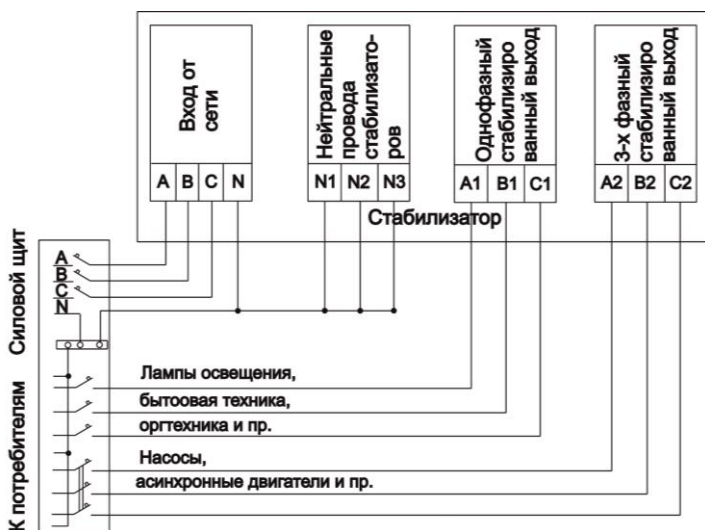 Вход от
сети
Нейтральные
провода
стабилизато-
ров
Однофазный
стабилизиро
ванный выход
3-х фазный
стабилизиро
ванный выход
A B C N
N1 N2 N3
A1 B1 C1
A2 B2 C2
Стабилизатор
Силовой щит
A
B
C
N
К потребителям
Лампы освещения,
бытоовая техника,
оргтехника и пр.
Насосы,
асинхронные двигатели и пр.